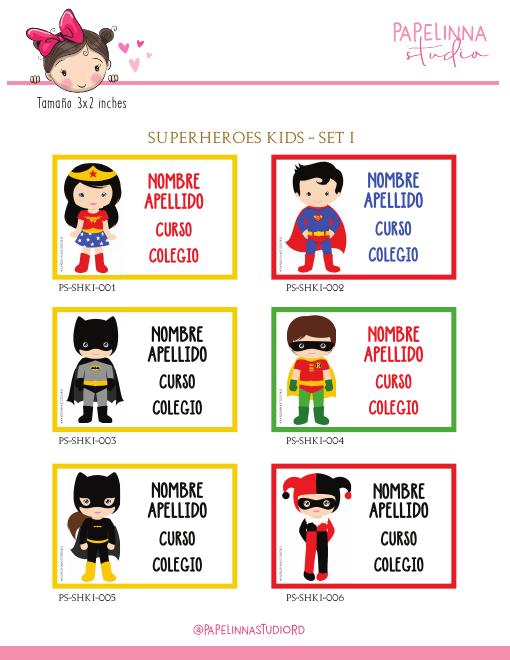 PAPELINNA
studio
Tamaño 3x2 inches
SUPERHEROES KIDS - SET 1
NOMBRE
APELLIDO
CURSO
COLEGIO
PS-SHK1-001
NOMBRE
APELLIDO
CURSO
COLEGIO
PS-SHK1-002
NOMBRE
APELLIDO
CURSO
COLEGIO
PS-SHK1-003
NOMBRE
APELLIDO
CURSO
COLEGIO
PS-SHK1-004
NOMBRE
APELLIDO
CURSO
COLEGIO
PS-SHK1-005
NOMBRE
APELLIDO
CURSO
COLEGIO
PS-SHK1-006
@PAPELINNASTUDIORD